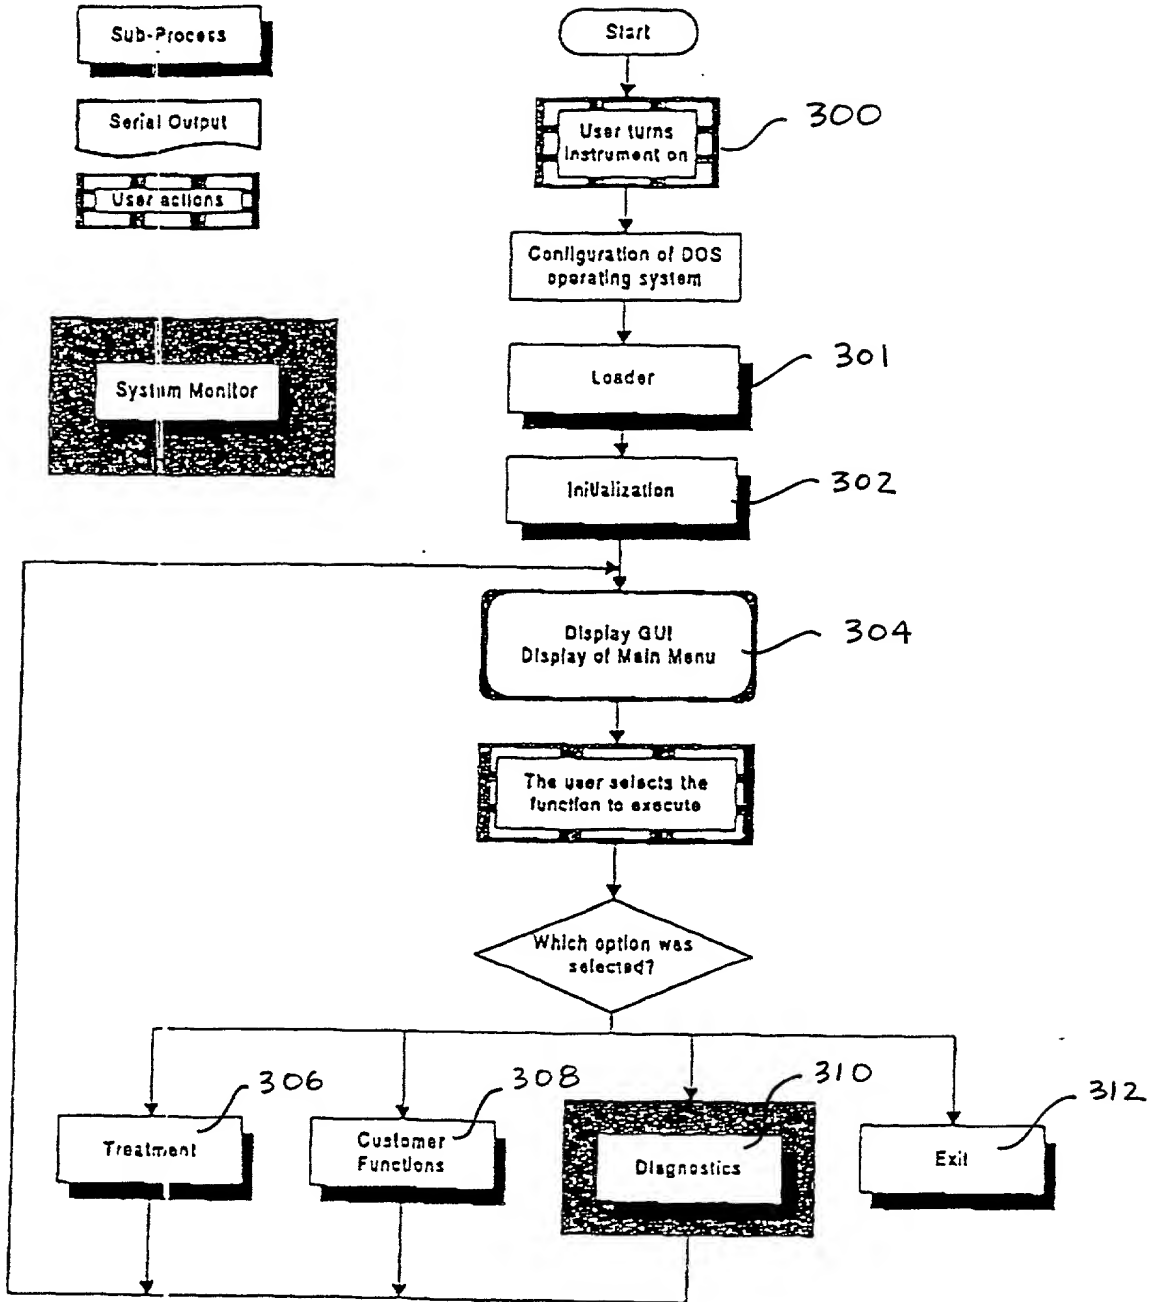 Sub-Process
Serial Output
User actions
System Monitor
Start
User turns
Instrument on
300
Configuration of DOS
operating system
Loader
301
Initialization
302
Display GUI
Display of Main Menu
304
The user selects the
function to execute
Which option was
selected?
306
Treatment
308
Customer
Functions
310
Diagnostics
312
Exit